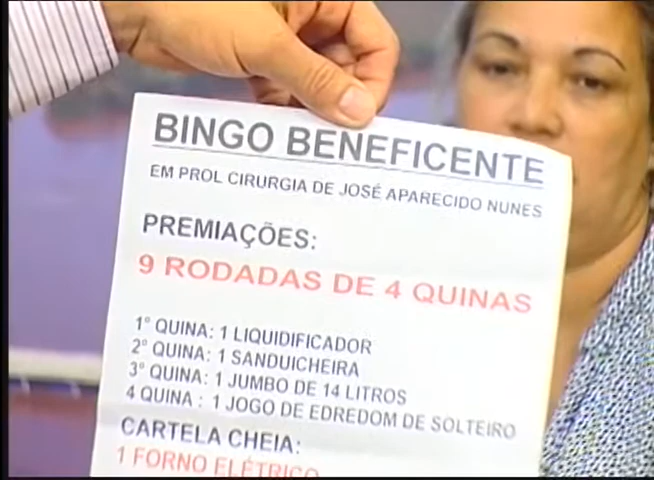 BINGO BENEFICENTE
EM PROL CIRURGIA DE JOSÉ APARECIDO NUNES
PREMIAÇÕES:
9 RODADAS DE 4 QUINAS
1° QUINA: 1 LIQUIDIFICADOR
2° QUINA: 1 SANDUICHEIRA
3° QUINA: 1 JUMBO DE 14 LITROS
4 QUINA : 1 JOGO DE EDREDOM DE SOLTEIRO
CARTELA CHEIA:
1 FORNO ELÉTRICO